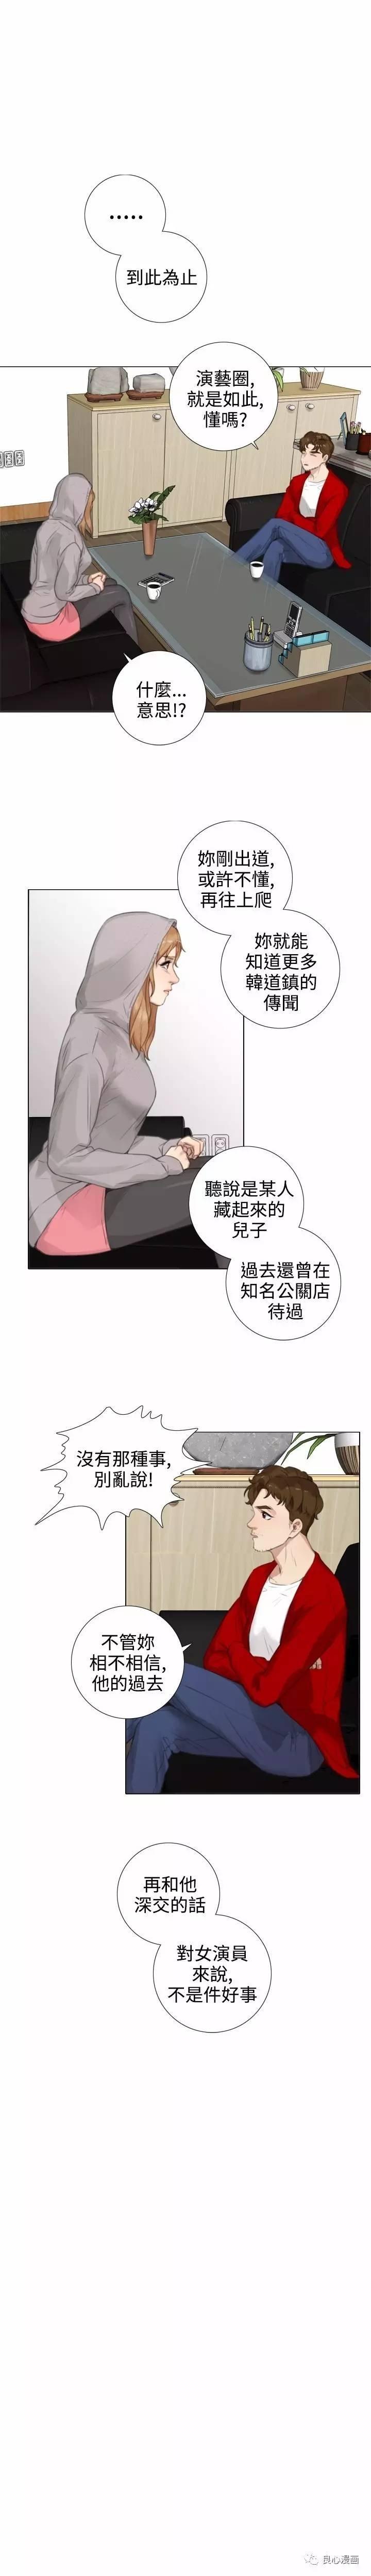 .....
到此為止
演藝圈,
就是如此,
懂嗎?
什麼...
意思!?
妳剛出道,
或許不懂,
再往上爬
妳就能
知道更多
韓道鎮的
傳聞
聽說是某人
藏起來的
兒子
過去還曾在
知名公關店
待過
沒有那種事,
別亂說!
不管妳
相不相信,
他的過去
再和他
深交的話
對女演員
來說,
不是件好事
良心漫画